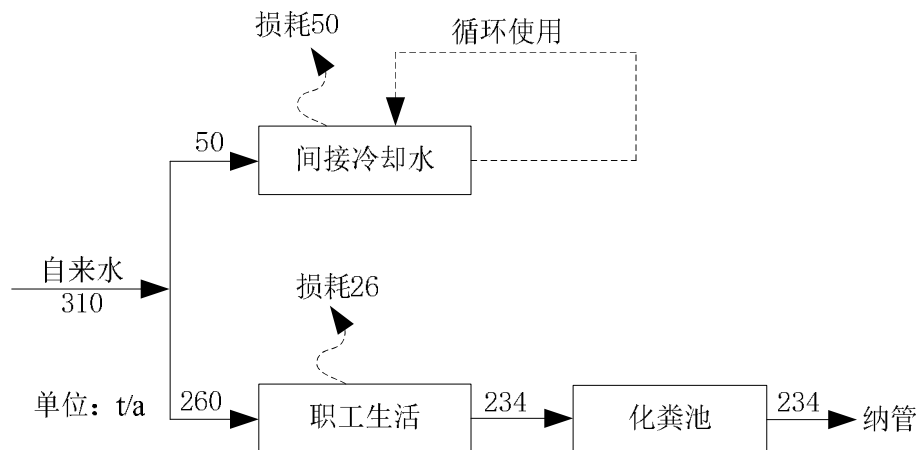 损耗50
循环使用
50
间接冷却水
自来水
310
损耗26
单位：t/a
260
职工生活
234
化粪池
234
纳管